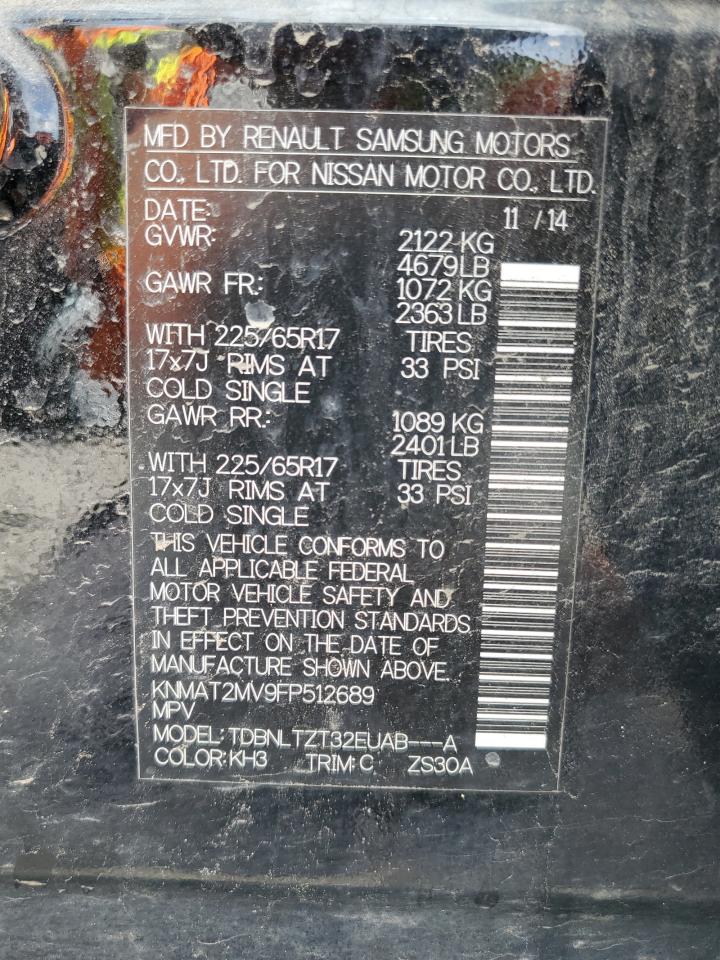 MFD BY RENAULT SAMSUNG MOTORS
CO., LTD. FOR NISSAN MOTOR CO., LTD.
DATE: 11 /14
GVWR: 2122 KG
4679 LB
GAWR FR: 1072 KG
2363 LB
WITH 225/65R17 TIRES
17x7J RIMS AT 33 PSI
COLD SINGLE
GAWR RR: 1089 KG
2401 LB
WITH 225/65R17 TIRES
17x7J RIMS AT 33 PSI
COLD SINGLE
THIS VEHICLE CONFORMS TO
ALL APPLICABLE FEDERAL
MOTOR VEHICLE SAFETY AND
THEFT PREVENTION STANDARDS
IN EFFECT ON THE DATE OF
MANUFACTURE SHOWN ABOVE.
KNMAT2MV9FP512689
MPV
MODEL: TDBNLTZT32EUAB---A
COLOR: KH3 TRIM: C ZS30A